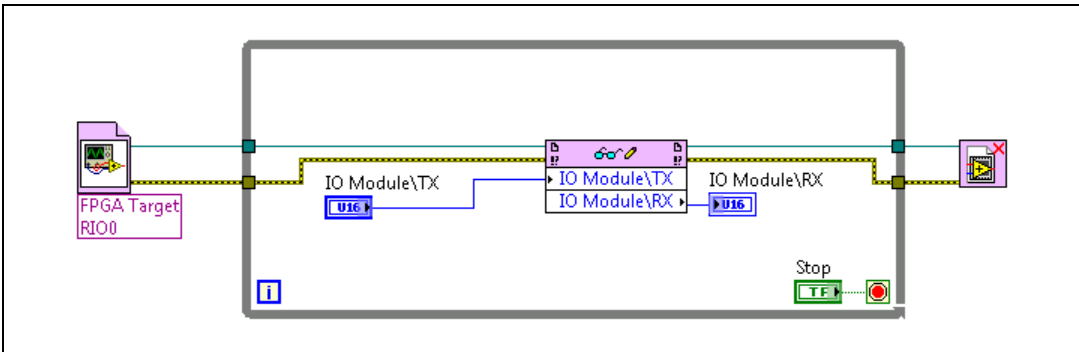 IO Module\TX
U16
FPGA Target
RIO0
IO Module\TX
IO Module\RX
IO Module\RX
U16
Stop
TF
i